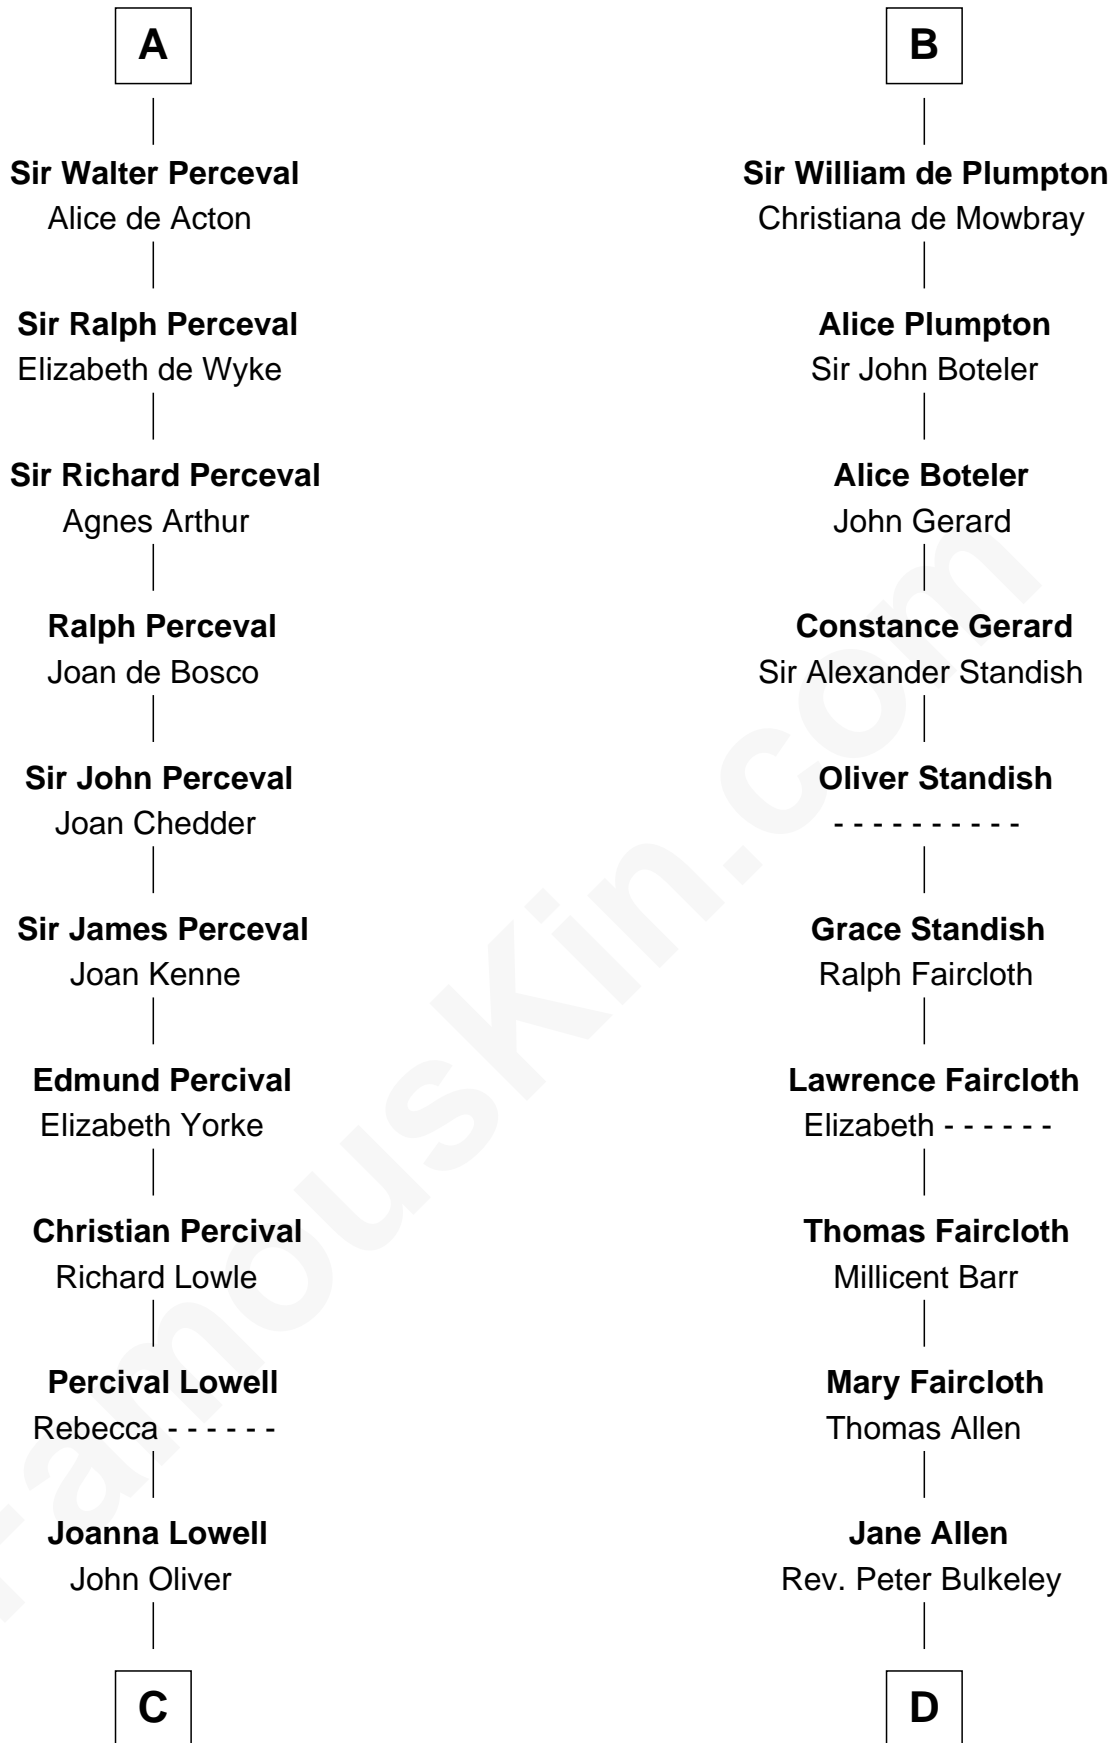 A
Sir Walter Perceval
Alice de Acton
Sir Ralph Perceval
Elizabeth de Wyke
Sir Richard Perceval
Agnes Arthur
Ralph Perceval
Joan de Bosco
Sir John Perceval
Joan Chedder
Sir James Perceval
Joan Kenne
Edmund Percival
Elizabeth Yorke
Christian Percival
Richard Lowle
Percival Lowell
Rebecca - - - - - -
Joanna Lowell
John Oliver
C
B
Sir William de Plumpton
Christiana de Mowbray
Alice Plumpton
Sir John Boteler
Alice Boteler
John Gerard
Constance Gerard
Sir Alexander Standish
Oliver Standish
- - - - - - - - - -
Grace Standish
Ralph Faircloth
Lawrence Faircloth
Elizabeth - - - - - -
Thomas Faircloth
Millicent Barr
Mary Faircloth
Thomas Allen
Jane Allen
Rev. Peter Bulkeley
D
FamousKin.com